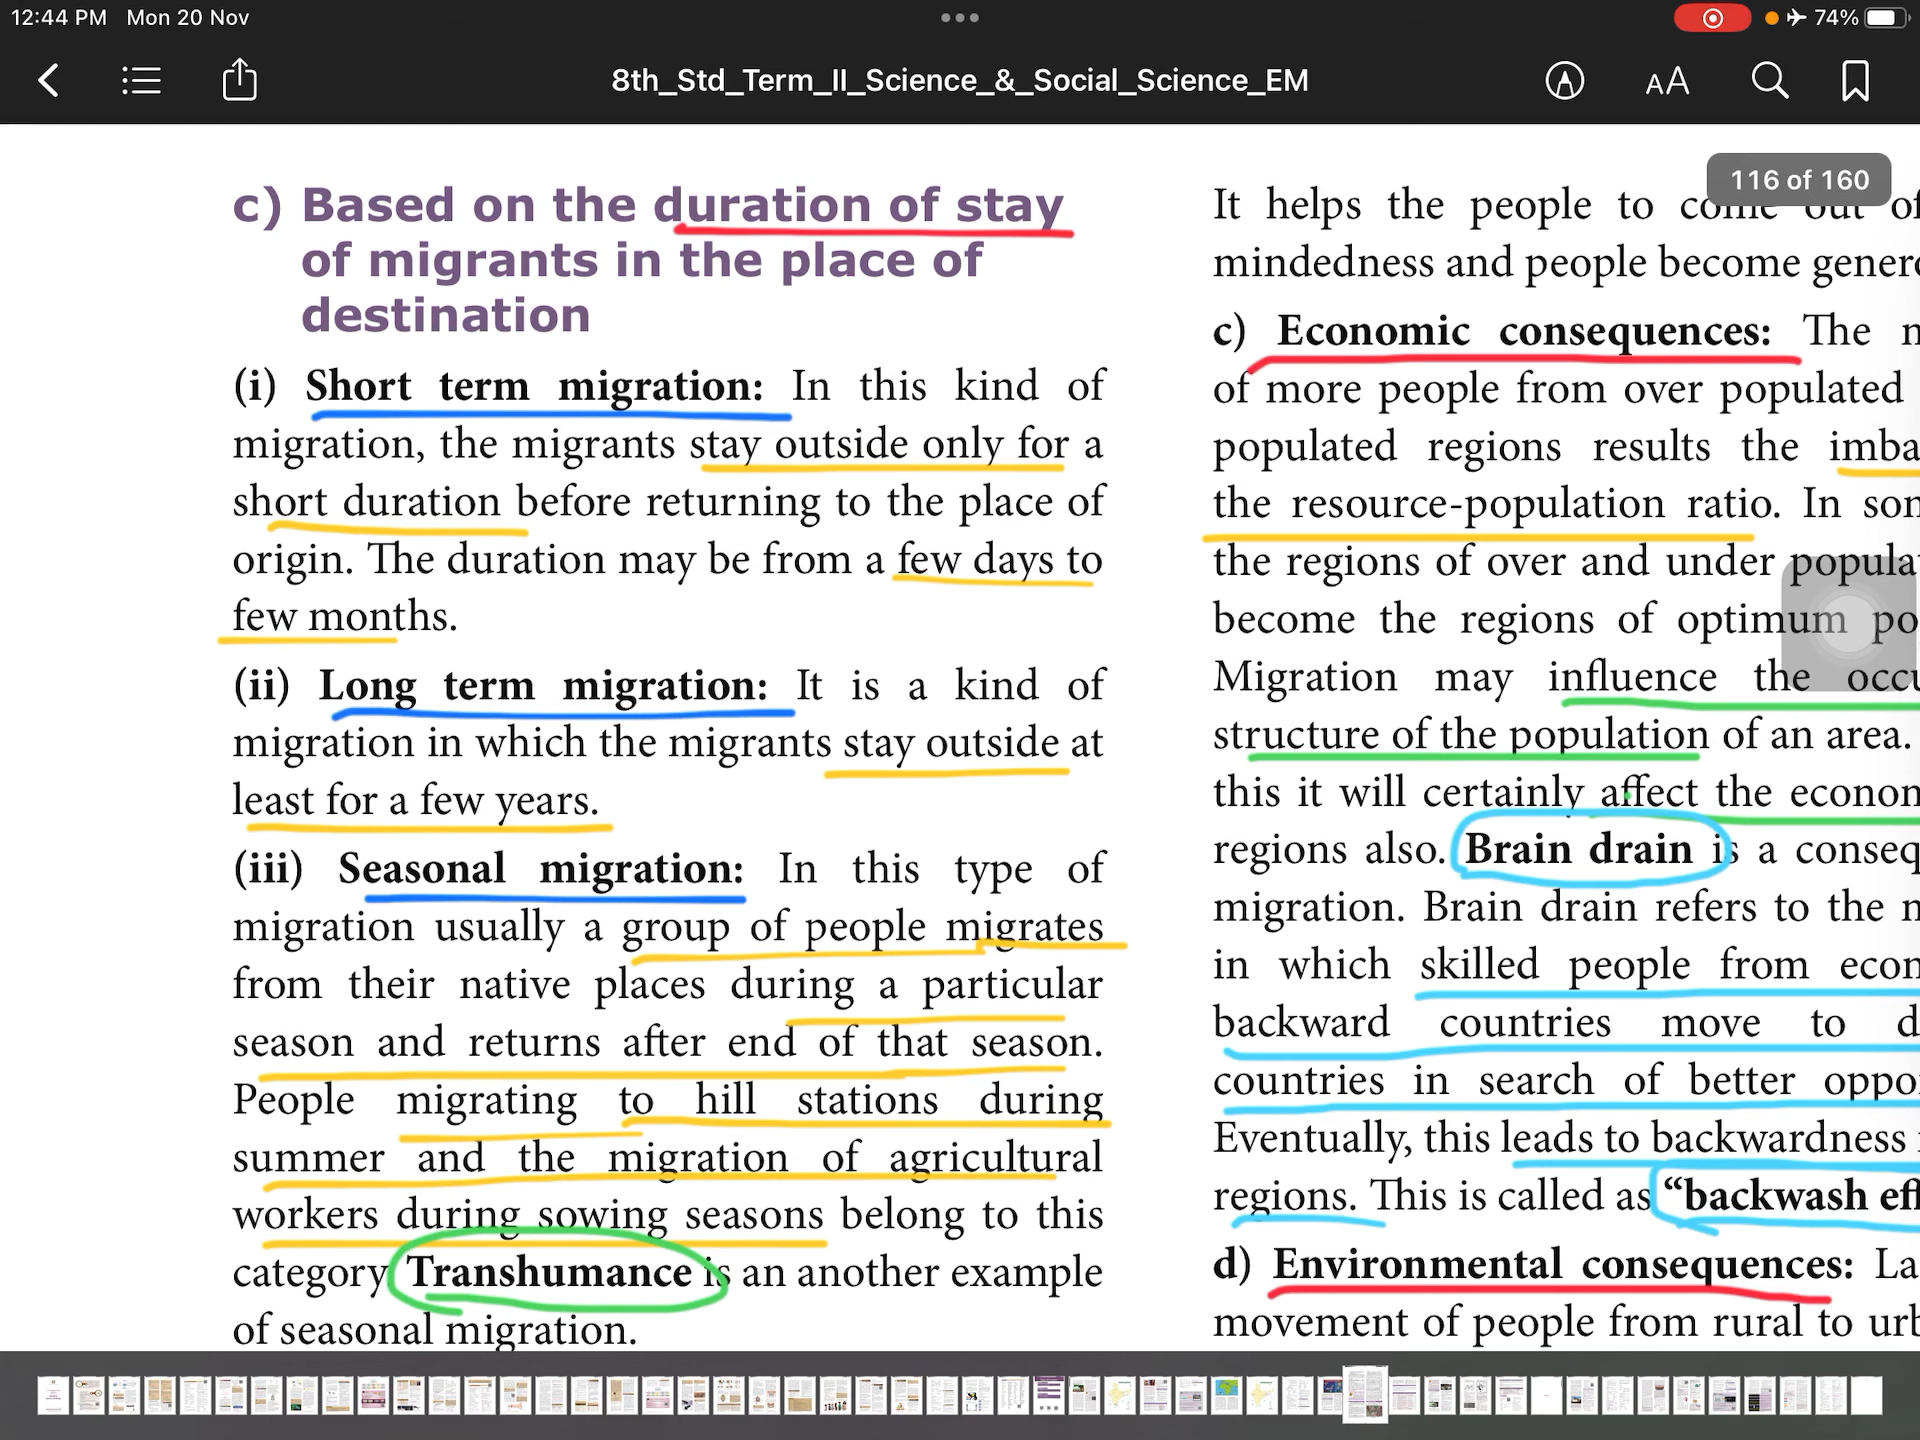 12:44 PM Mon 20 Nov
74%
8th_Std_Term_II_Science_&_Social_Science_EM
AA
116 of 160
c) Based on the duration of stay
of migrants in the place of
destination
(i) Short term migration: In this kind of
migration, the migrants stay outside only for a
short duration before returning to the place of
origin. The duration may be from a few days to
few months.
(ii) Long term migration: It is a kind of
migration in which the migrants stay outside at
least for a few years.
(iii) Seasonal migration: In this type of
migration usually a group of people migrates
from their native places during a particular
season and returns after end of that season.
People migrating to hill stations during
summer and the migration of agricultural
workers during sowing seasons belong to this
category Transhumance is an another example
of seasonal migration.
It helps the people to come out of
mindedness and people become
c) Economic consequences: The
of more people from over populated
populated regions results the
the resource-population ratio. In
the regions of over and under
become the regions of optimum
Migration may influence the
structure of the population of an area.
this it will certainly affect the
regions also. Brain drain is a
migration. Brain drain refers to the
in which skilled people from
backward countries move to
countries in search of better
Eventually, this leads to backwardness
regions. This is called as "backwash
d) Environmental consequences:
movement of people from rural to